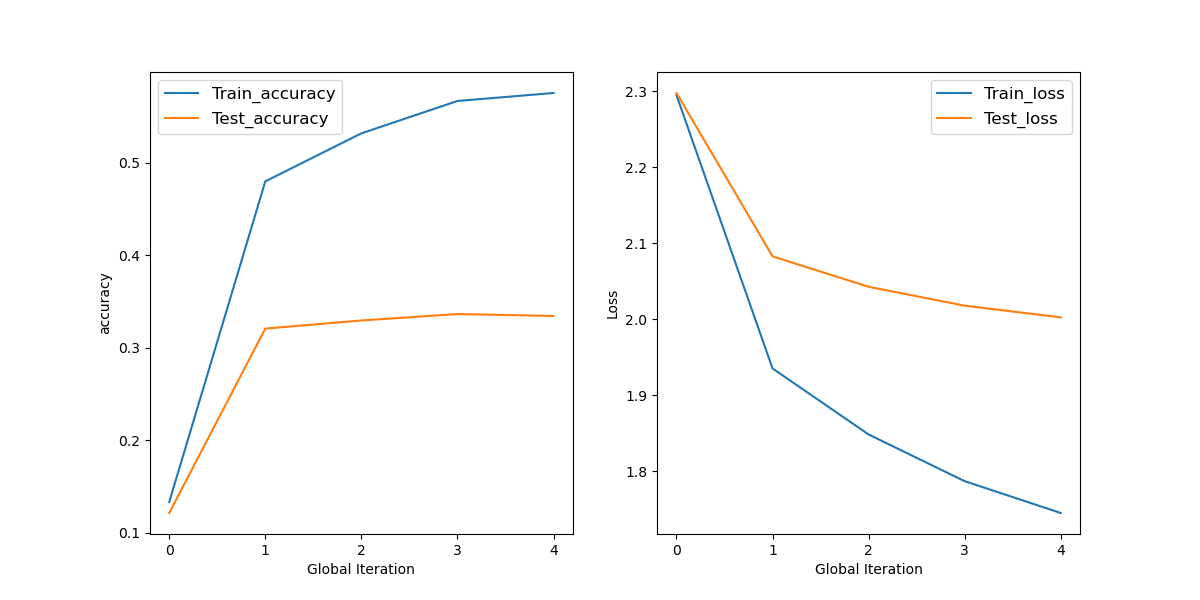 Train_accuracy
Test_accuracy
0.5
0.4
0.3
0.2
0.1
accuracy
0 1 2 3 4
Global Iteration
Train_loss
Test_loss
2.3
2.2
2.1
2.0
1.9
1.8
Loss
0 1 2 3 4
Global Iteration